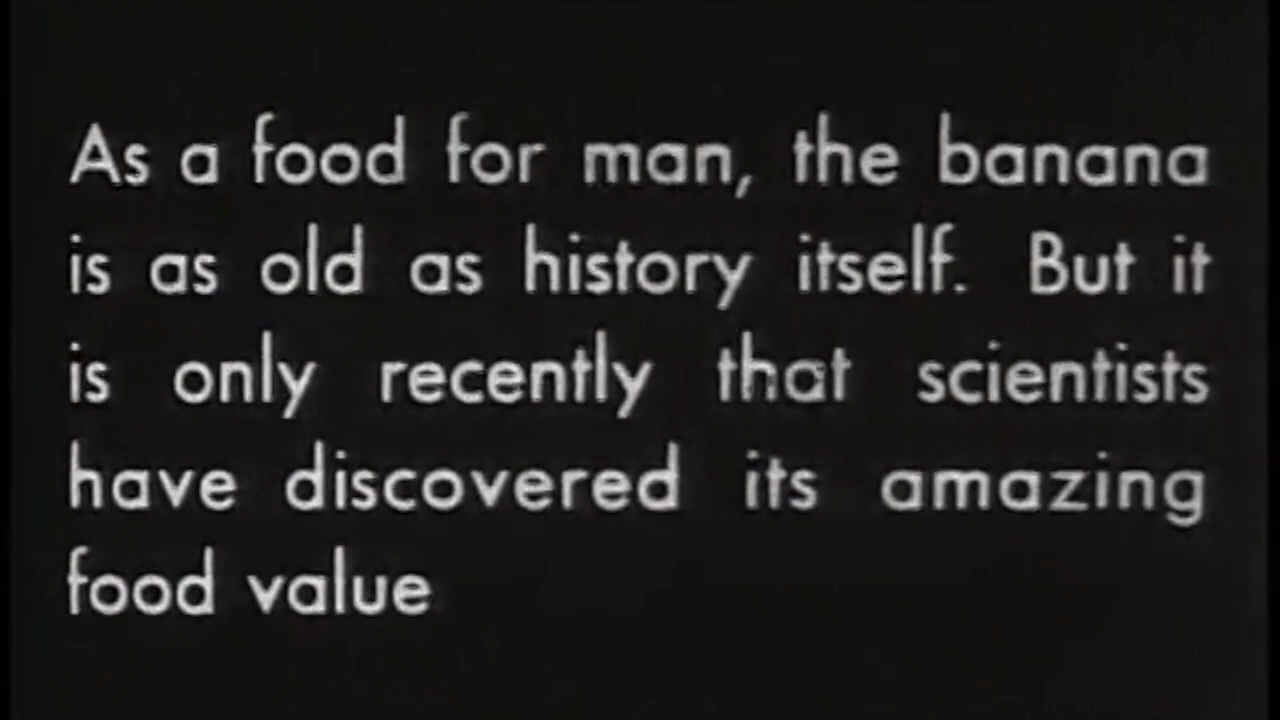 As a food for man, the banana
is as old as history itself. But it
is only recently that scientists
have discovered its amazing
food value